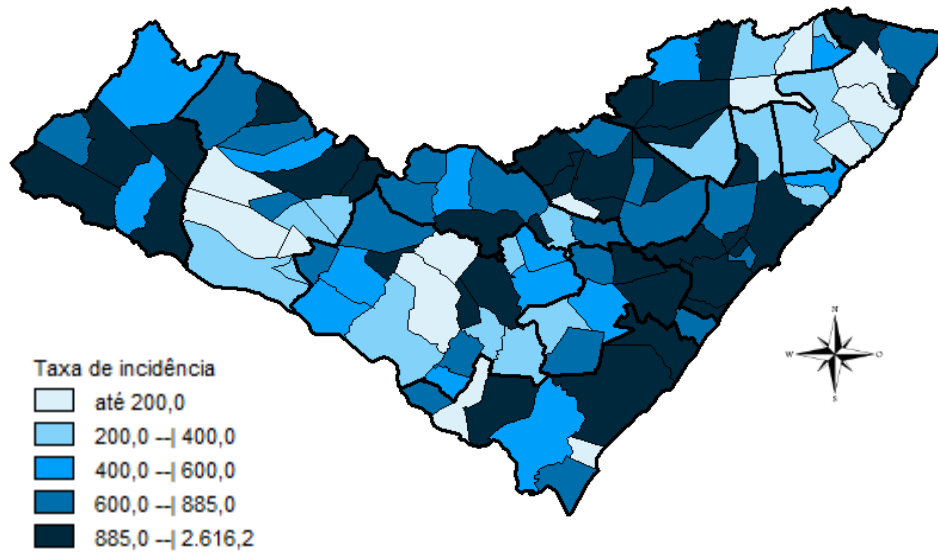 N
W
O
S
Taxa de incidência
até 200,0
200,0 --| 400,0
400,0 --| 600,0
600,0 --| 885,0
885,0 --| 2.616,2